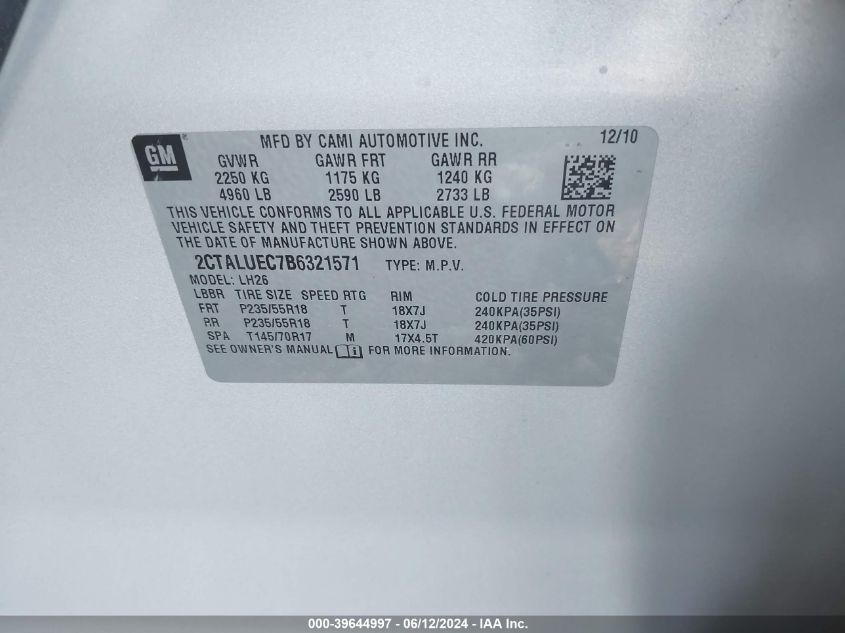 GM MFD BY CAMI AUTOMOTIVE INC. 12/10
GVWR GAWR FRT GAWR RR
2250 KG 1175 KG 1240 KG
4960 LB 2590 LB 2733 LB
THIS VEHICLE CONFORMS TO ALL APPLICABLE U.S. FEDERAL MOTOR
VEHICLE SAFETY AND THEFT PREVENTION STANDARDS IN EFFECT ON
THE DATE OF MANUFACTURE SHOWN ABOVE.
2CTALUEC7B6321571 TYPE: M.P.V.
MODEL: LH26
LBBR TIRE SIZE SPEED RTG RIM COLD TIRE PRESSURE
FRT P235/55R18 T 18X7J 240KPA(35PSI)
RR P235/55R18 T 18X7J 240KPA(35PSI)
SPA T145/70R17 M 17X4.5T 420KPA(60PSI)
SEE OWNER'S MANUAL FOR MORE INFORMATION.
000-39644997 - 06/12/2024 - IAA Inc.